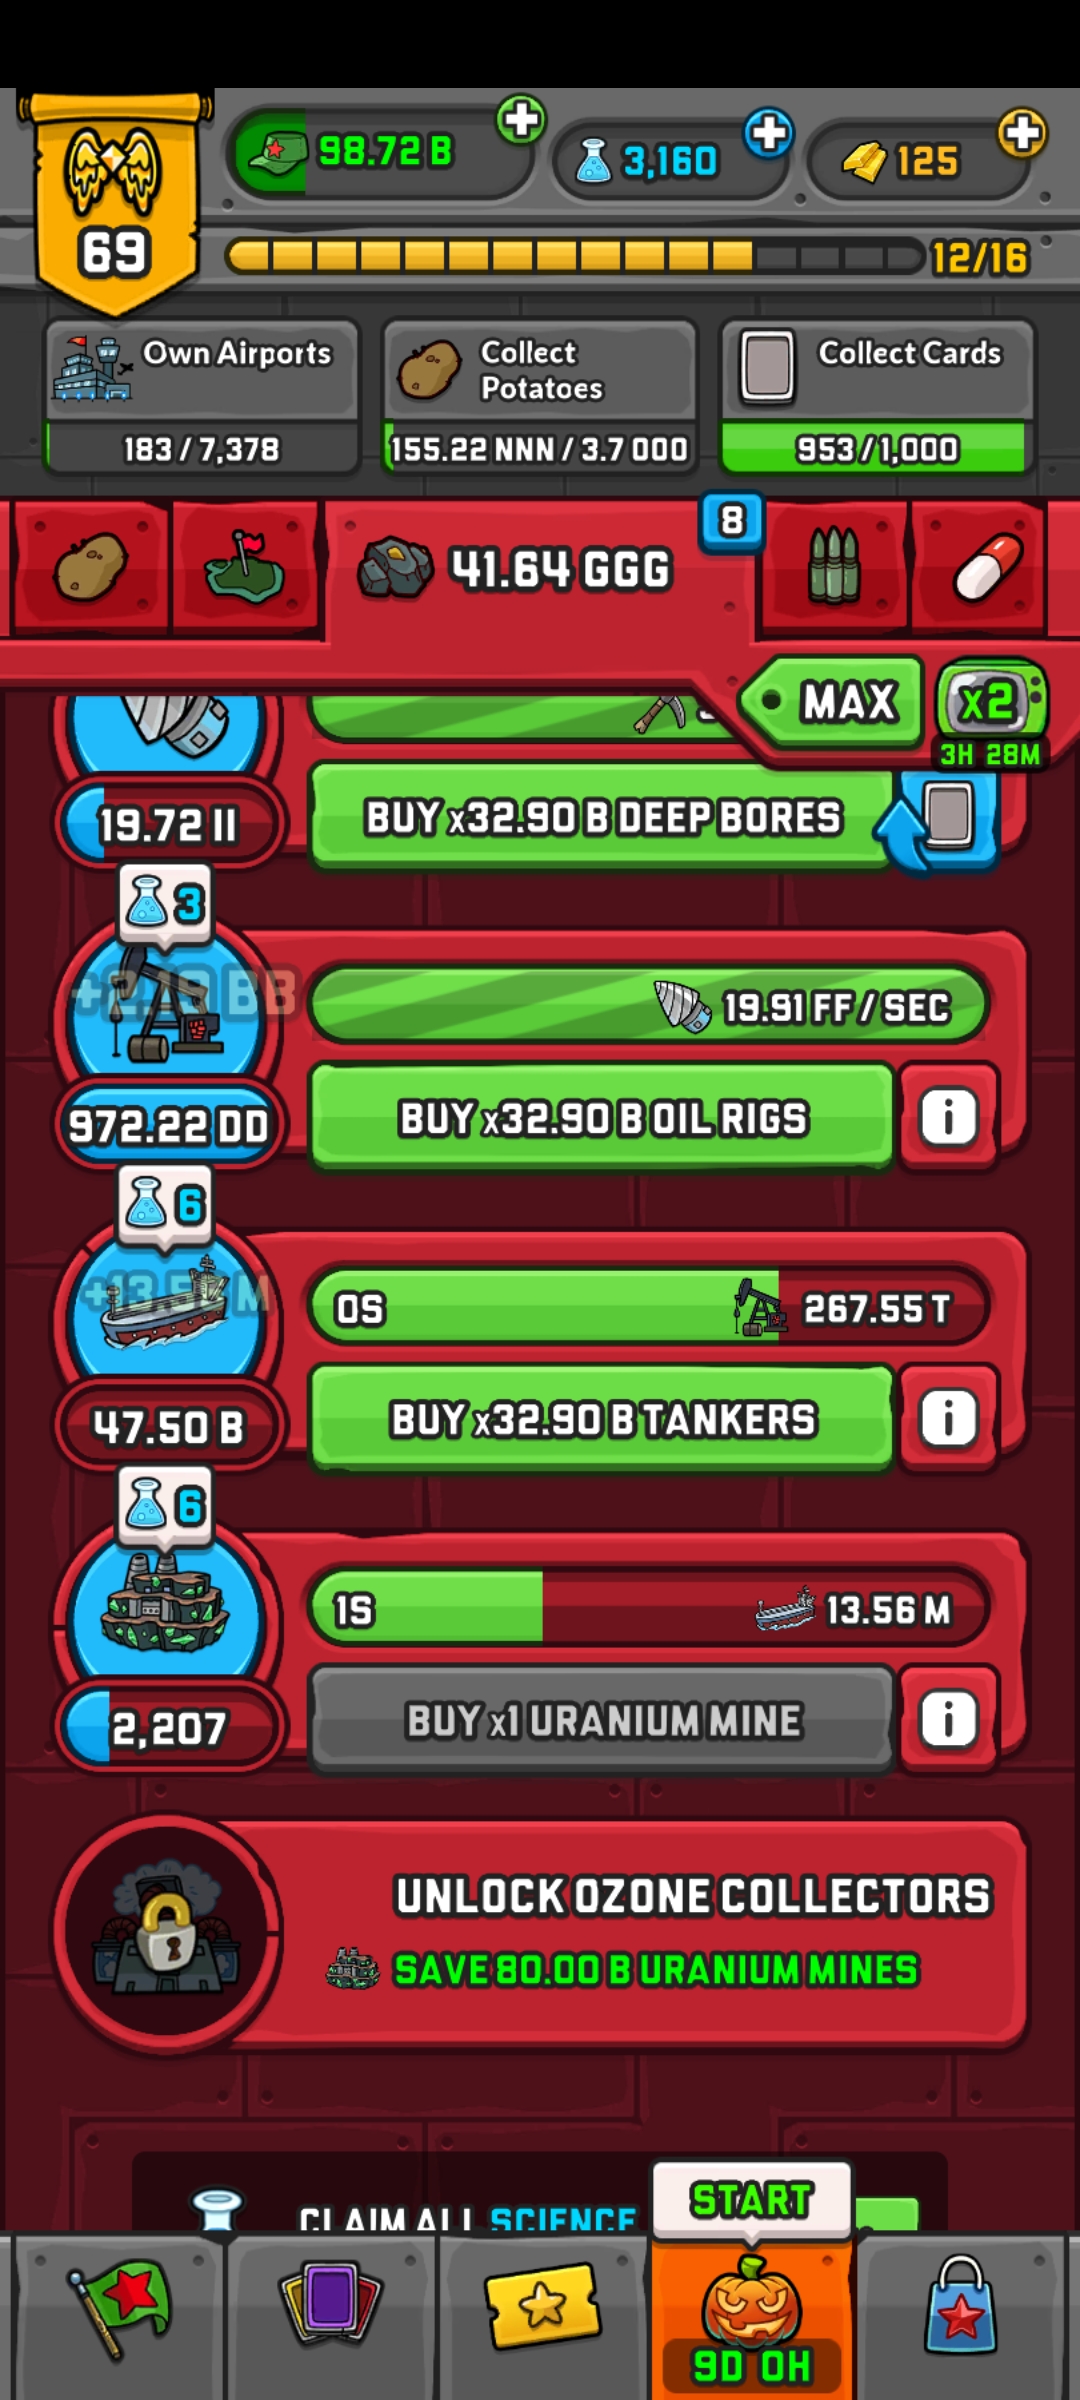 98.72 B
3,160
125
69
12/16
Own Airports
183 / 7,378
Collect
Potatoes
155.22 NNN / 3.7 OOO
Collect Cards
953 / 1,000
8
41.64 GGG
MAX
x2
3H 28M
19.72 II
BUY x32.90 B DEEP BORES
3
19.91 FF / SEC
972.22 DD
BUY x32.90 B OIL RIGS
6
0S
267.55 T
47.50 B
BUY x32.90 B TANKERS
6
1S
13.56 M
2,207
BUY x1 URANIUM MINE
UNLOCK OZONE COLLECTORS
SAVE 80.00 B URANIUM MINES
CLAIM ALL SCIENCE
START
9D 0H